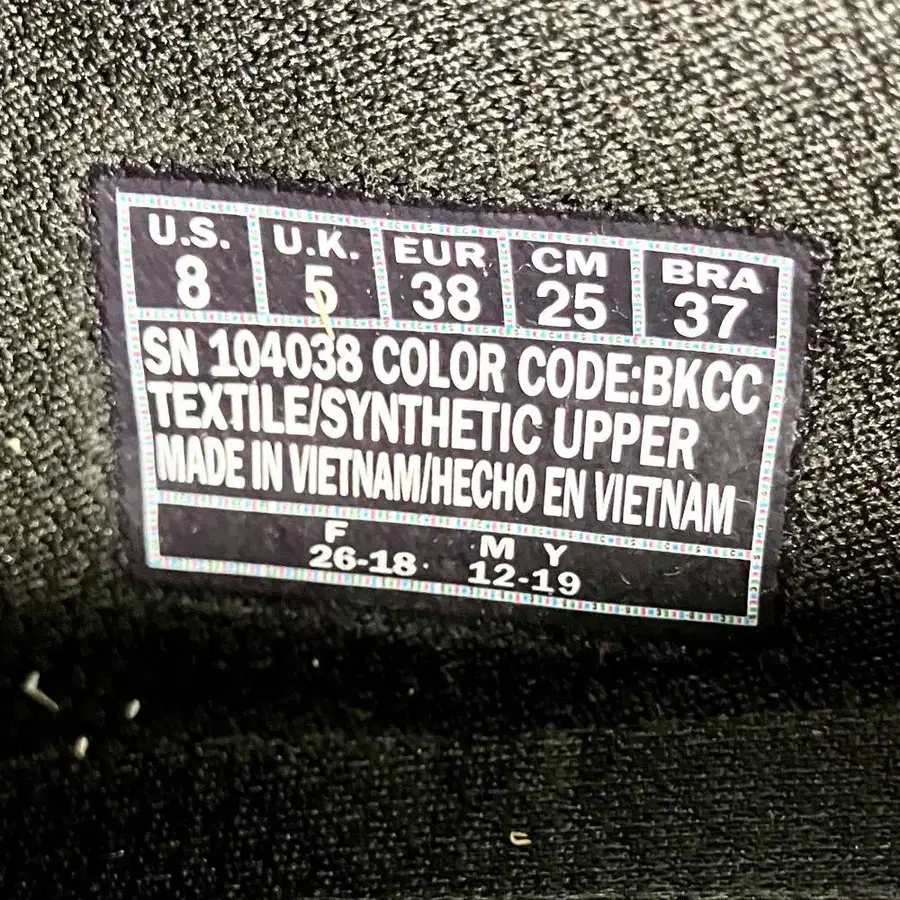 U.S. U.K. EUR CM BRA
8 5 38 25 37
SN 104038 COLOR CODE:BKCC
TEXTILE/SYNTHETIC UPPER
MADE IN VIETNAM/HECHO EN VIETNAM
F M Y
26-18 12-19